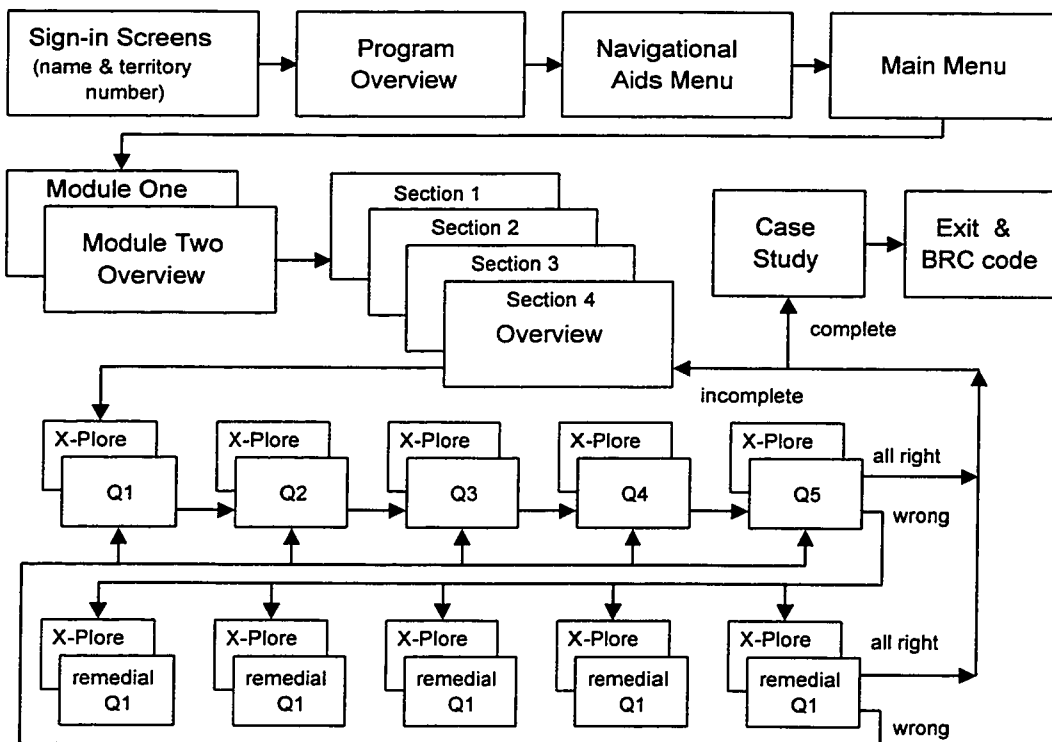 Sign-in Screens
(name & territory
number)
Program
Overview
Navigational
Aids Menu
Main Menu
Module One
Module Two
Overview
Section 1
Section 2
Section 3
Section 4
Overview
Case
Study
Exit &
BRC code
complete
incomplete
X-Plore
Q1
X-Plore
Q2
X-Plore
Q3
X-Plore
Q4
X-Plore
Q5
all right
wrong
X-Plore
remedial
Q1
X-Plore
remedial
Q1
X-Plore
remedial
Q1
X-Plore
remedial
Q1
X-Plore
remedial
Q1
all right
wrong